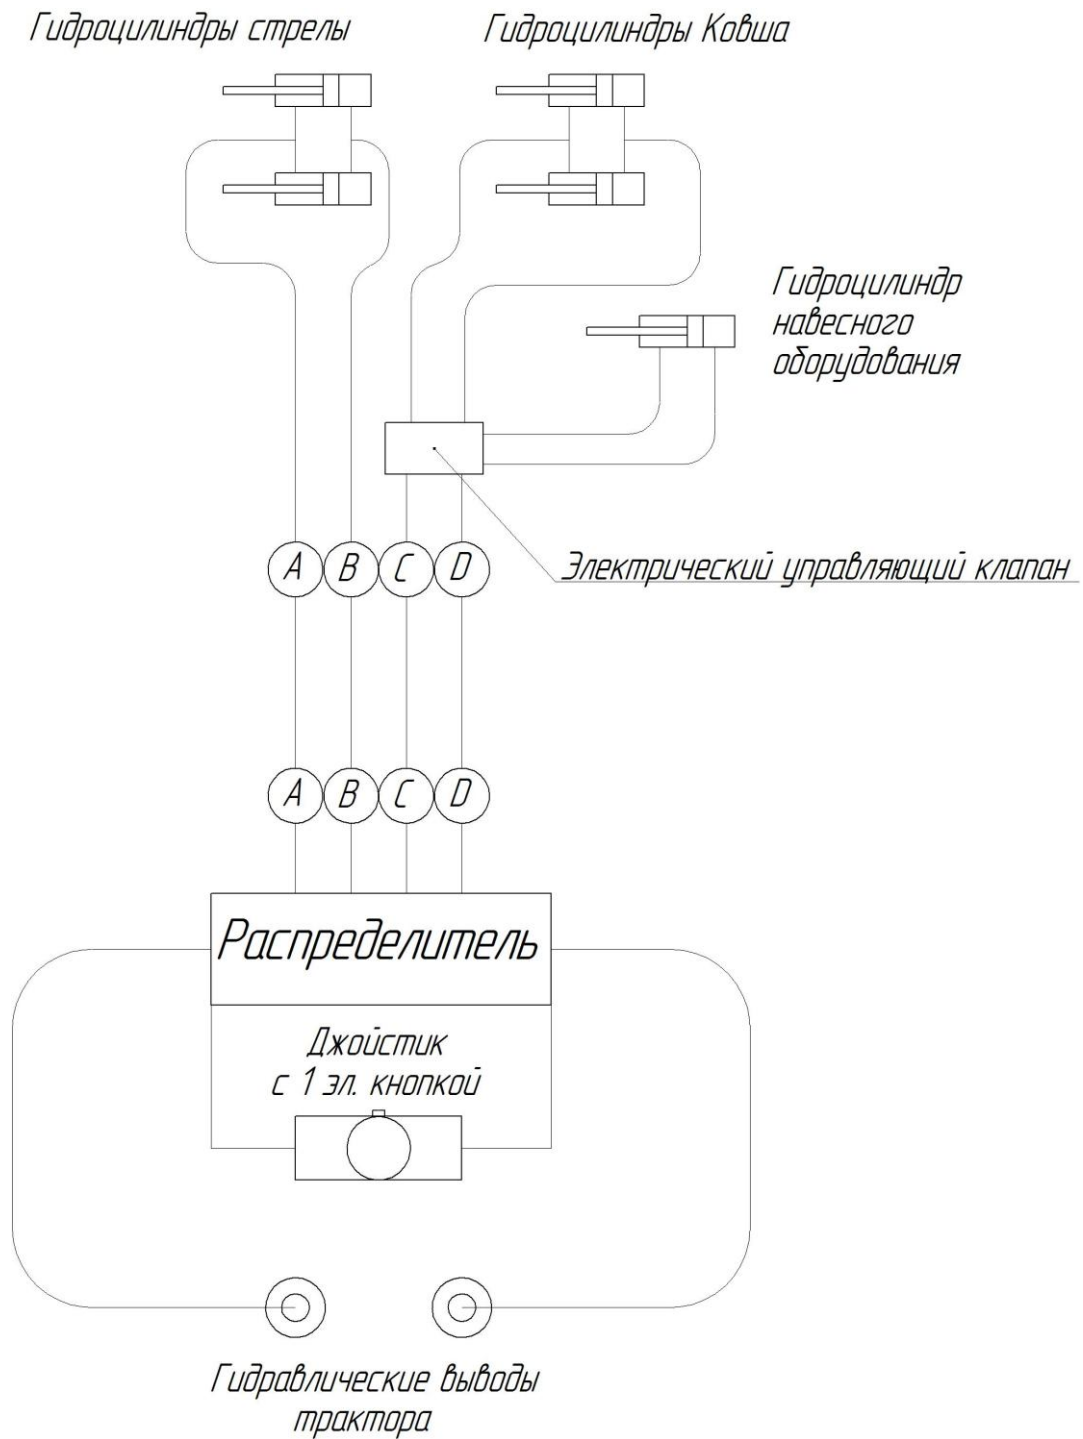 Гидроцилиндры стрелы
Гидроцилиндры Ковша
Гидроцилиндр
навесного
оборудования
A B C D
Электрический управляющий клапан
A B C D
Распределитель
Джойстик
с 1 эл. кнопкой
Гидравлические выводы
трактора